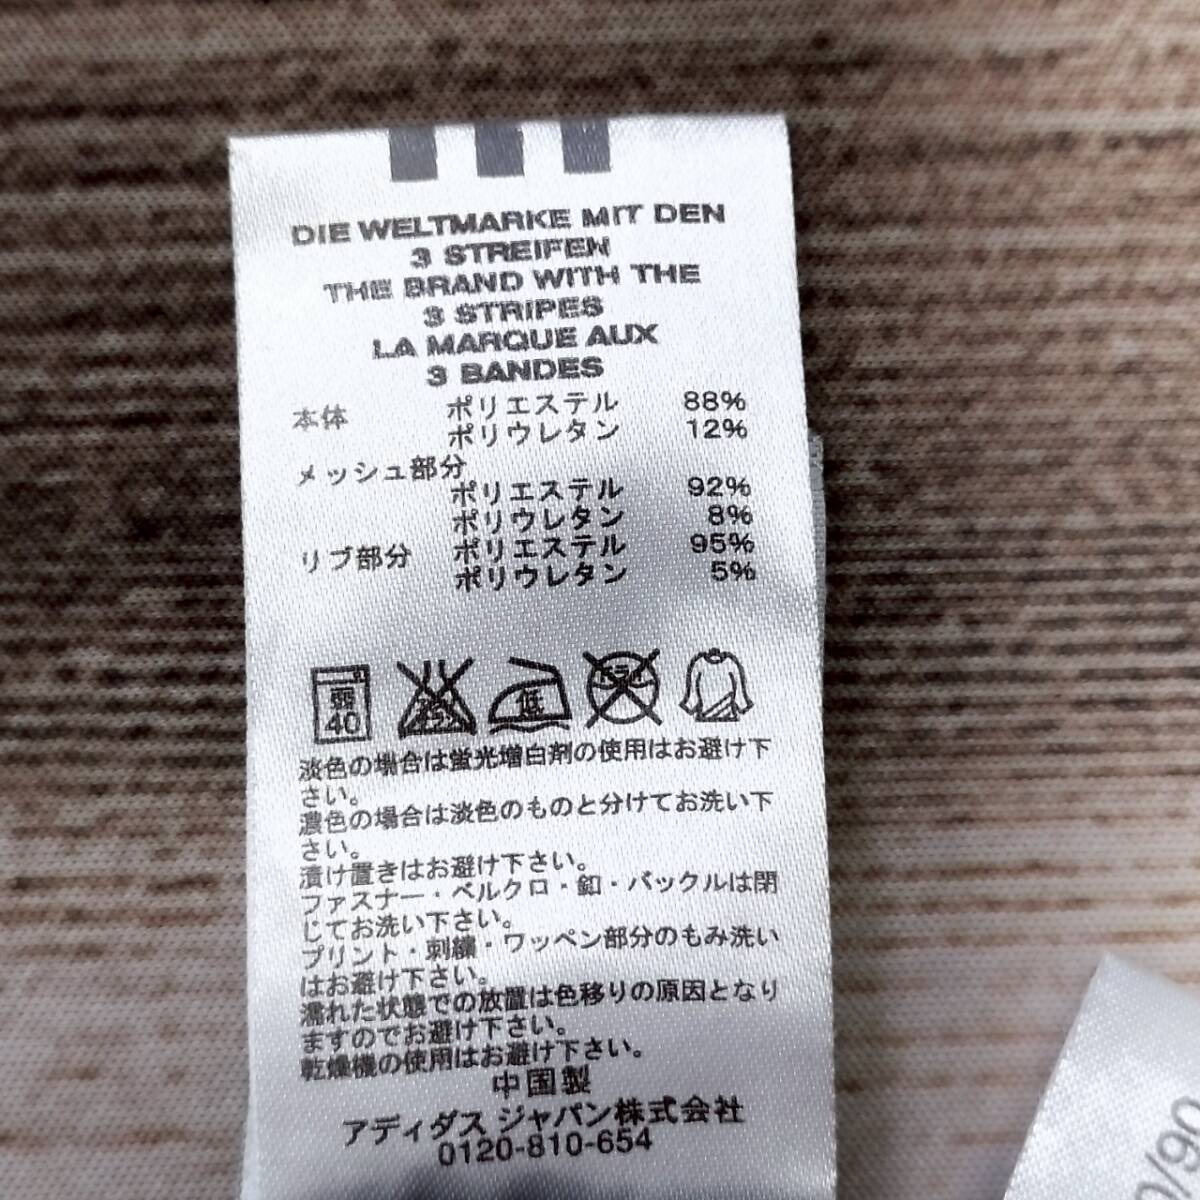 DIE WELTMARKE MIT DEN
3 STREIFEN
THE BRAND WITH THE
3 STRIPES
LA MARQUE AUX
3 BANDES
本体 ポリエステル 88%
ポリウレタン 12%
メッシュ部分
ポリエステル 92%
ポリウレタン 8%
リブ部分 ポリエステル 95%
ポリウレタン 5%
弱
40
低
淡色の場合は蛍光増白剤の使用はお避け下
さい。
濃色の場合は淡色のものと分けてお洗い下
さい。
漬け置きはお避け下さい。
ファスナー・ベルクロ・釦・バックルは閉
じてお洗い下さい。
プリント・刺繍・ワッペン部分のもみ洗い
はお避け下さい。
濡れた状態での放置は色移りの原因となり
ますのでお避け下さい。
乾燥機の使用はお避け下さい。
中国製
アディダス ジャパン株式会社
0120-810-654
/90